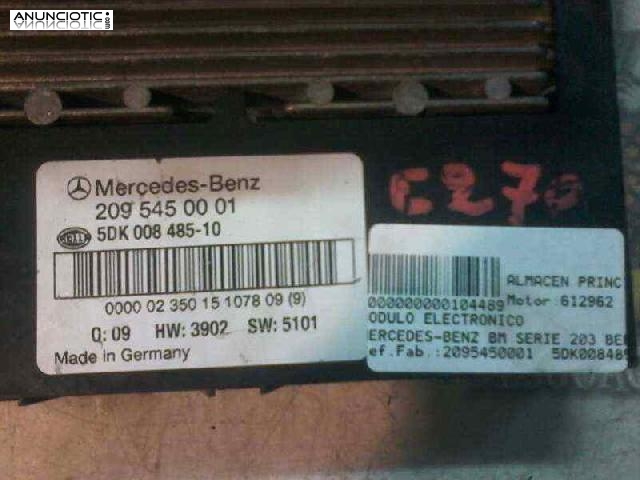 ANUNCIOTIC
Mercedes-Benz
209 545 00 01
HELLA 5DK 008 485-10
0000 02 350 15 1078 09 (9)
Q: 09 HW: 3902 SW: 5101
Made in Germany
C270
ALMACEN PRINC
000000000104489 Motor 612962
ODULO ELECTRONICO
ERCEDES-BENZ BM SERIE 203 BE
ef.Fab.:2095450001 5DK00848